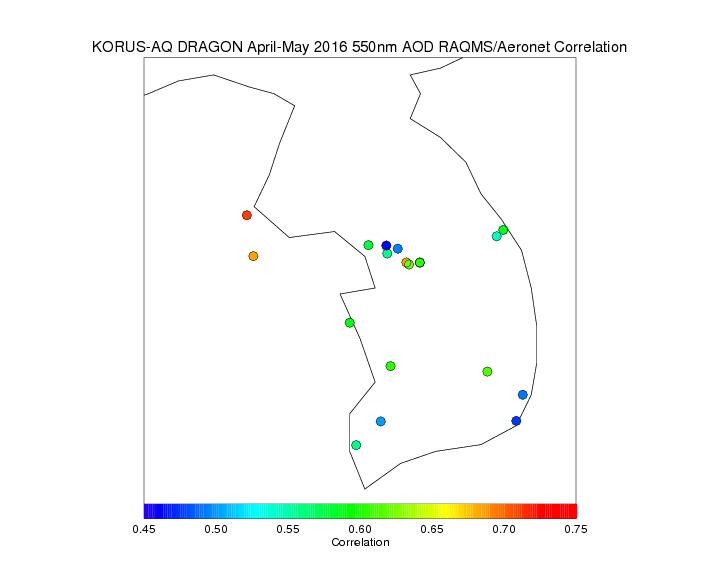 KORUS-AQ DRAGON April-May 2016 550nm AOD RAQMS/Aeronet Correlation
0.45 0.50 0.55 0.60 0.65 0.70 0.75
Correlation